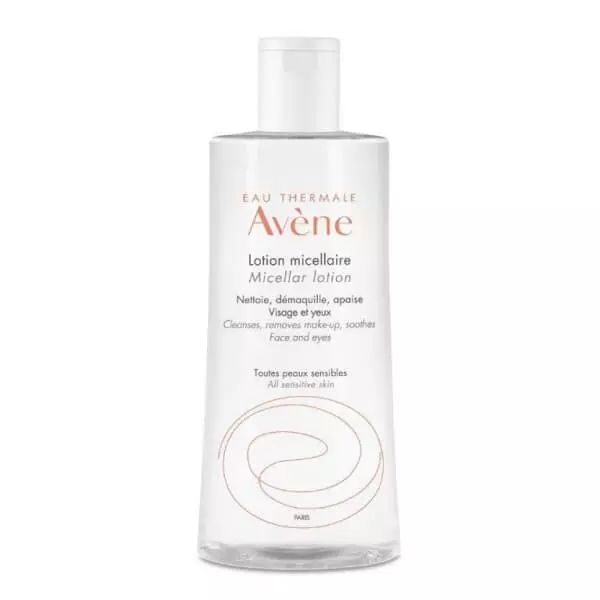 EAU THERMALE
Avène
Lotion micellaire
Micellar lotion
Nettoie, démaquille, apaise
Visage et yeux
Cleanses, removes make-up, soothes
Face and eyes
Toutes peaux sensibles
All sensitive skin
PARIS